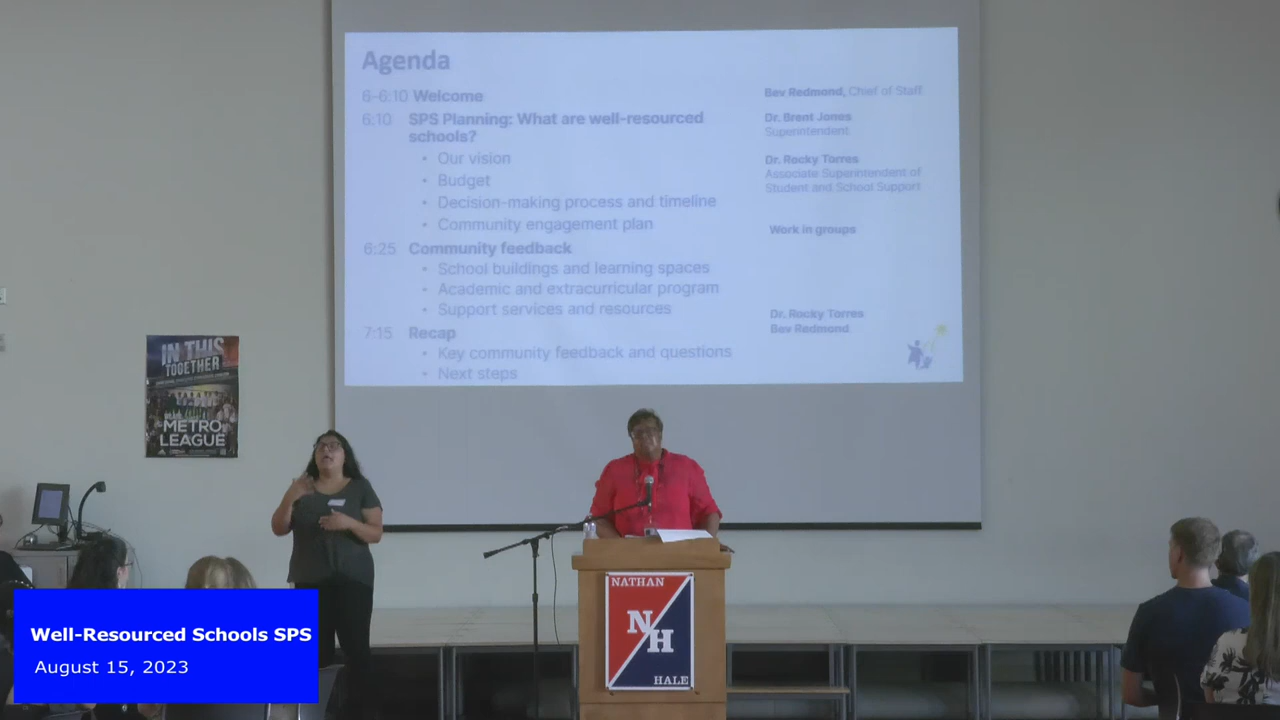 Agenda
6-6:10 Welcome
Bev Redmond, Chief of Staff
6:10 SPS Planning: What are well-resourced
schools?
Dr. Brent Jones
Superintendent
• Our vision
• Budget
• Decision-making process and timeline
• Community engagement plan
Dr. Rocky Torres
Associate Superintendent of
Student and School Support
6:25 Community feedback
Work in groups
• School buildings and learning spaces
• Academic and extracurricular program
• Support services and resources
7:15 Recap
Dr. Rocky Torres
Bev Redmond
• Key community feedback and questions
• Next steps
IN THIS
TOGETHER
METRO
LEAGUE
NATHAN
N
H
HALE
Well-Resourced Schools SPS
August 15, 2023